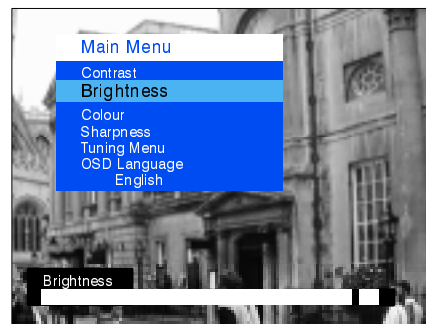 Main Menu
Contrast
Brightness
Colour
Sharpness
Tuning Menu
OSD Language
English
Brightness